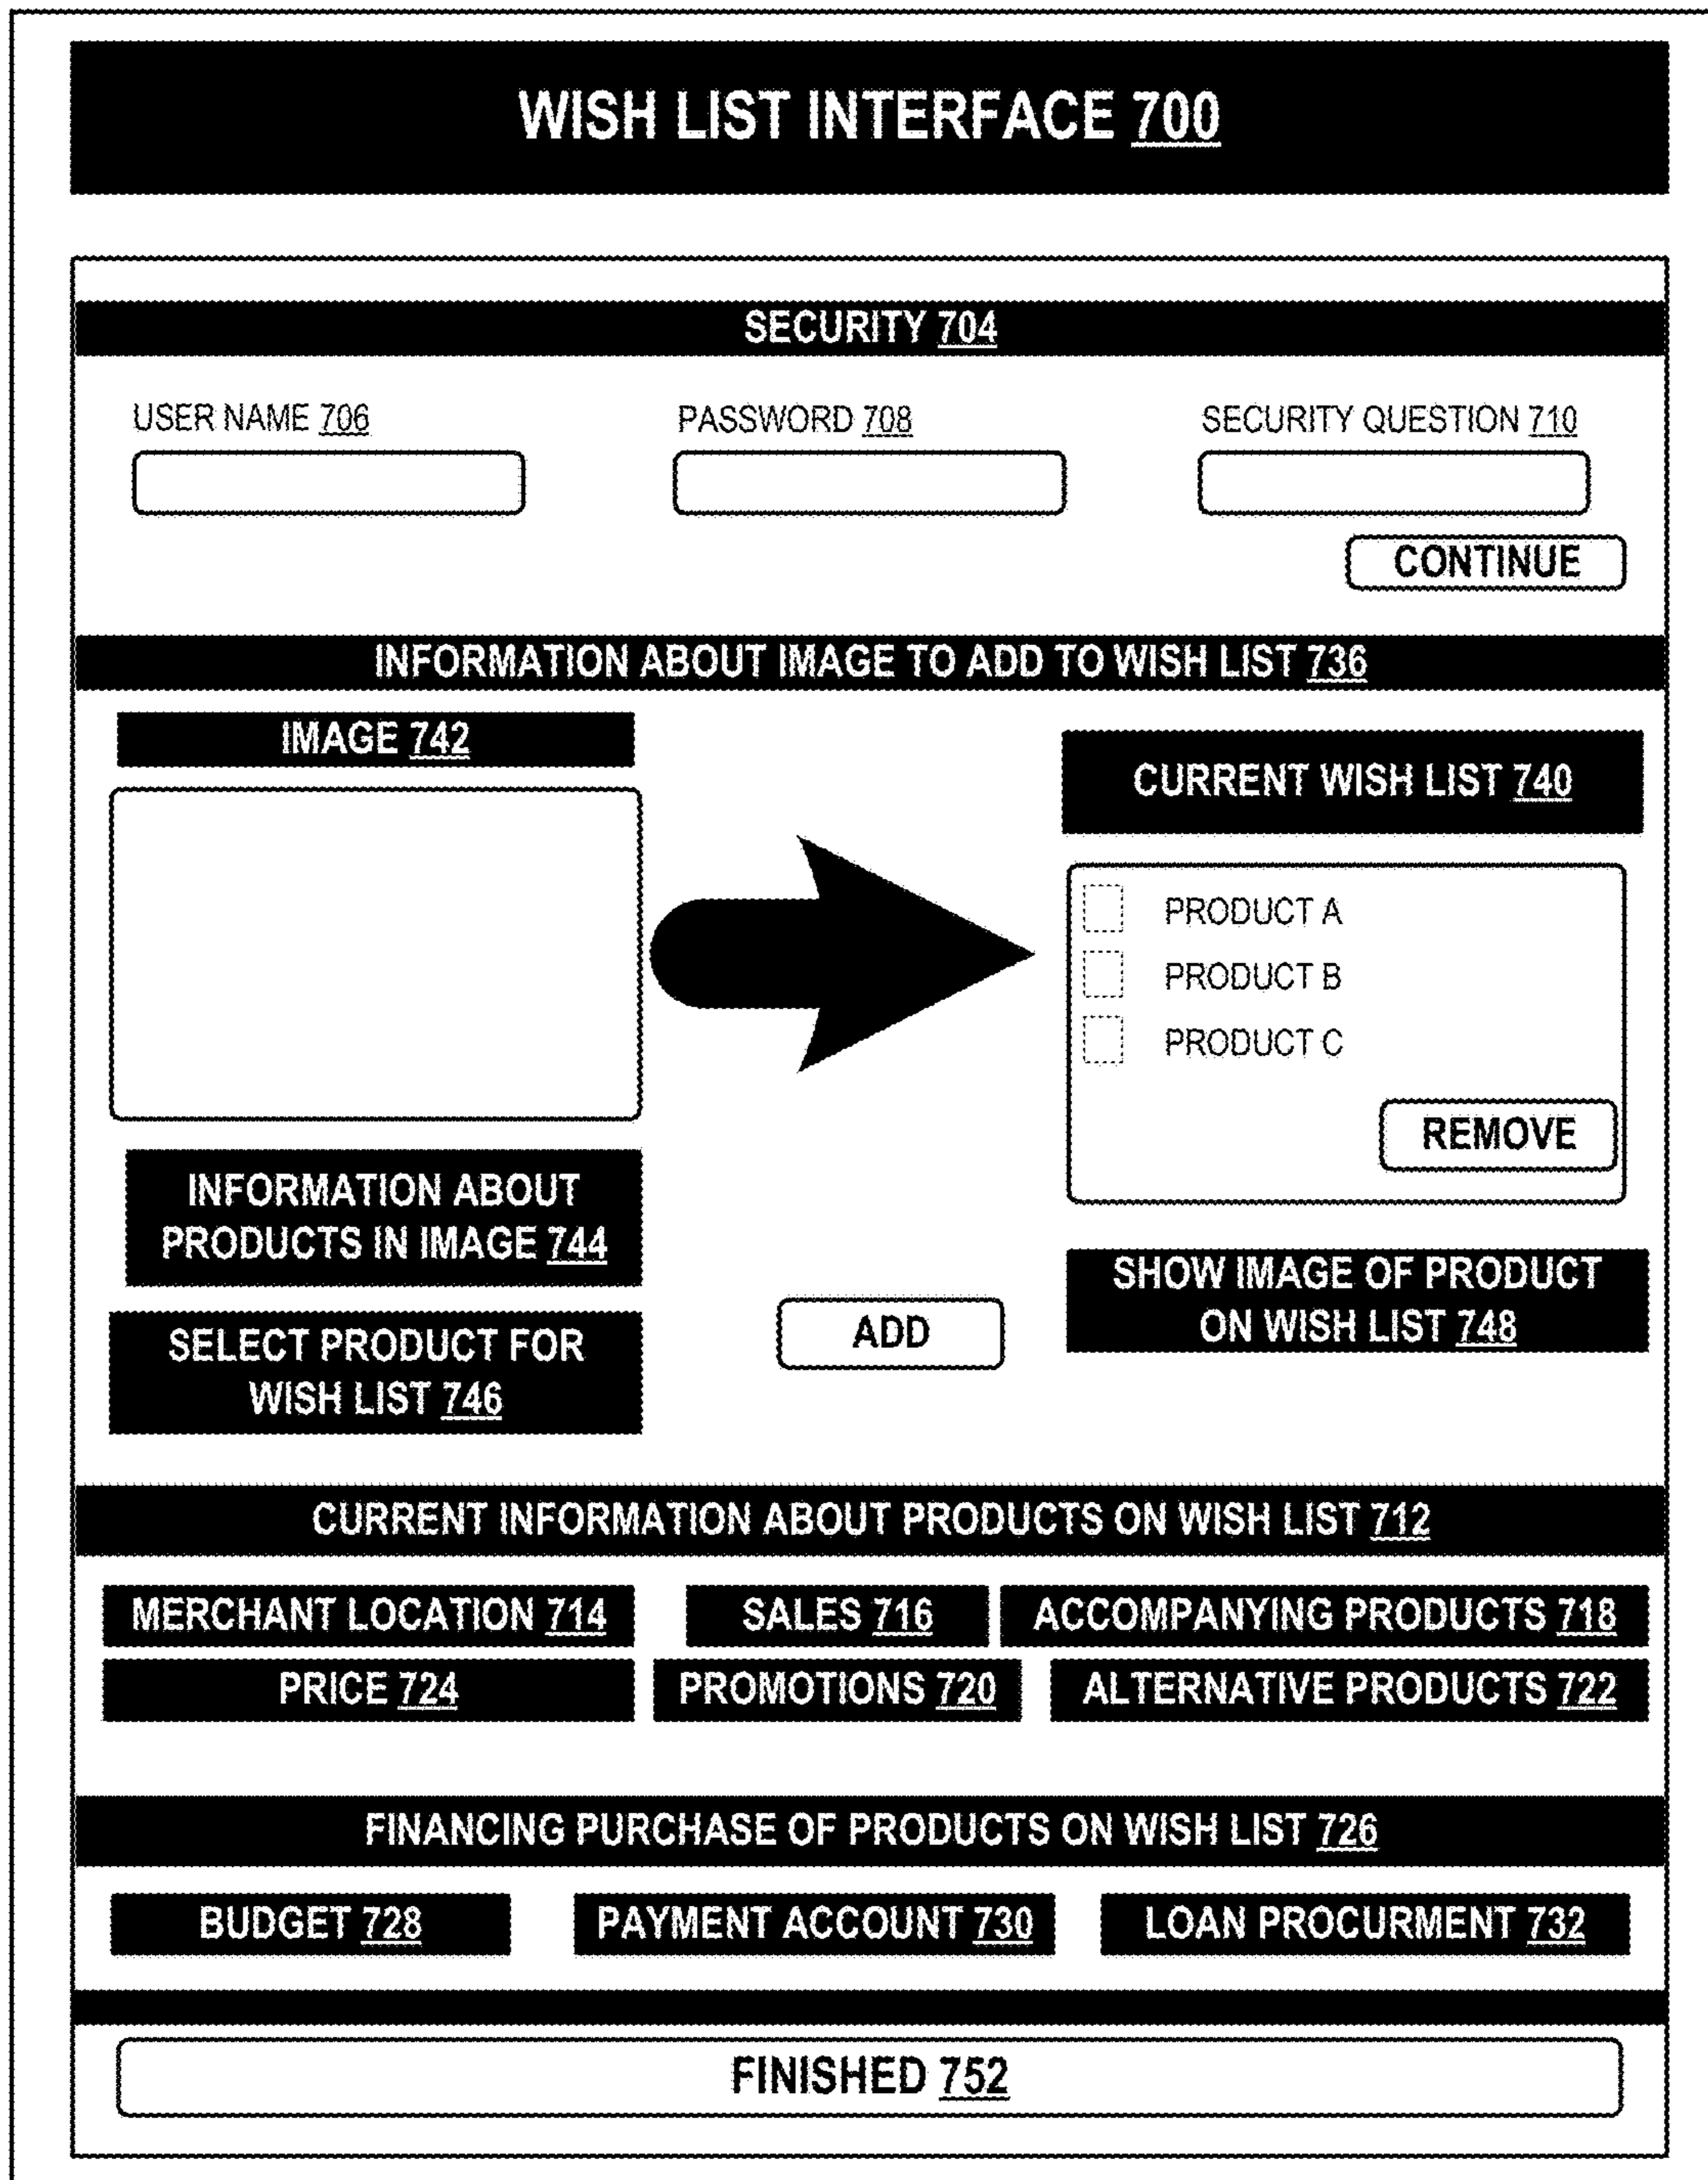 WISH LIST INTERFACE 700
SECURITY 704
USER NAME 706
PASSWORD 708
SECURITY QUESTION 710
CONTINUE
INFORMATION ABOUT IMAGE TO ADD TO WISH LIST 736
IMAGE 742
CURRENT WISH LIST 740
PRODUCT A
PRODUCT B
PRODUCT C
REMOVE
INFORMATION ABOUT
PRODUCTS IN IMAGE 744
SELECT PRODUCT FOR
WISH LIST 746
ADD
SHOW IMAGE OF PRODUCT
ON WISH LIST 748
CURRENT INFORMATION ABOUT PRODUCTS ON WISH LIST 712
MERCHANT LOCATION 714
SALES 716
ACCOMPANYING PRODUCTS 718
PRICE 724
PROMOTIONS 720
ALTERNATIVE PRODUCTS 722
FINANCING PURCHASE OF PRODUCTS ON WISH LIST 726
BUDGET 728
PAYMENT ACCOUNT 730
LOAN PROCURMENT 732
FINISHED 752